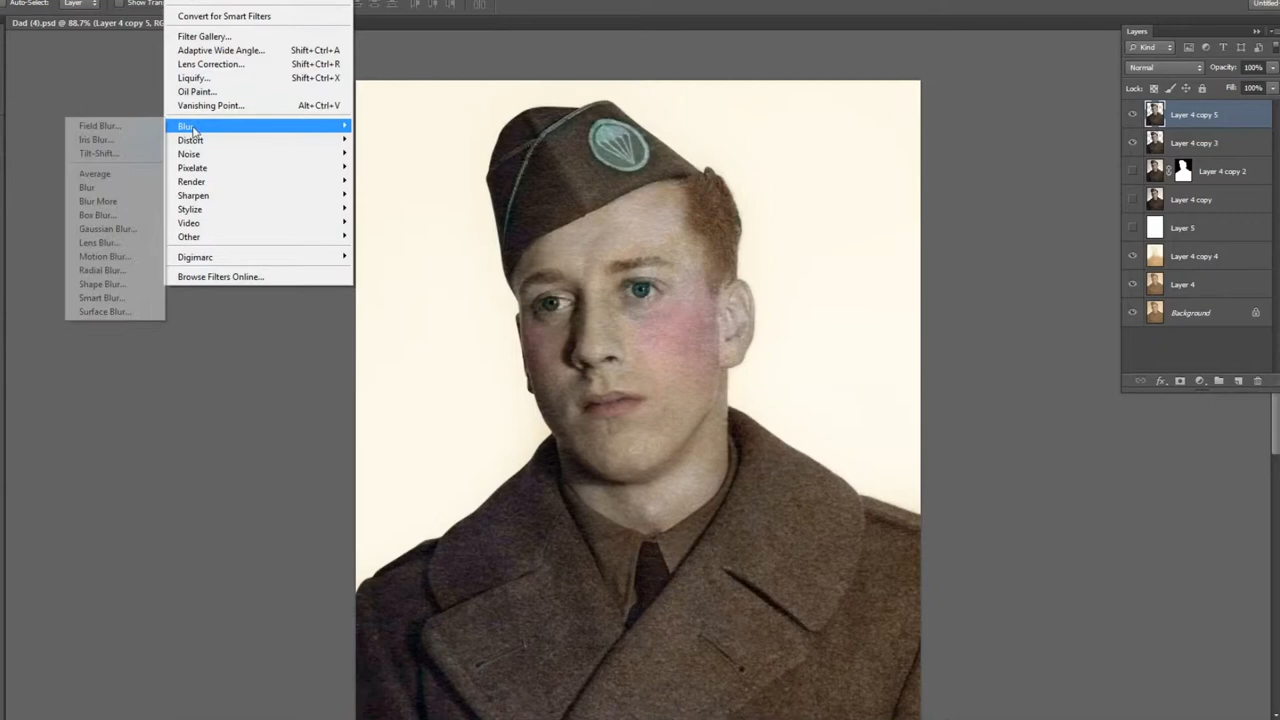 Auto-Select:
Layer
Show Tran
Untitled
Dad (4).psd @ 88.7% (Layer 4 copy 5, RG
Convert for Smart Filters
Filter Gallery...
Adaptive Wide Angle... Shift+Ctrl+A
Lens Correction... Shift+Ctrl+R
Liquify... Shift+Ctrl+X
Oil Paint...
Vanishing Point... Alt+Ctrl+V
Blur
Distort
Noise
Pixelate
Render
Sharpen
Stylize
Video
Other
Digimarc
Browse Filters Online...
Field Blur...
Iris Blur...
Tilt-Shift...
Average
Blur
Blur More
Box Blur...
Gaussian Blur...
Lens Blur...
Motion Blur...
Radial Blur...
Shape Blur...
Smart Blur...
Surface Blur...
Layers
Kind
Normal Opacity: 100%
Lock: Fill: 100%
Layer 4 copy 5
Layer 4 copy 3
Layer 4 copy 2
Layer 4 copy
Layer 5
Layer 4 copy 4
Layer 4
Background
fx